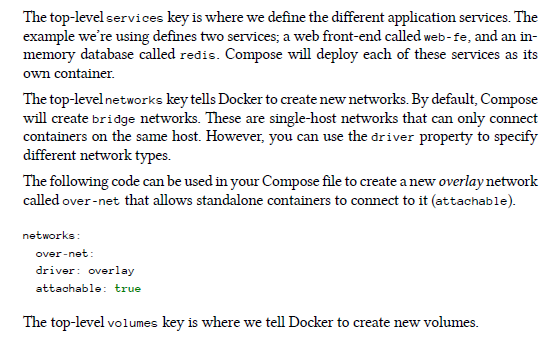 The top-level services key is where we define the different application services. The
example we're using defines two services; a web front-end called web-fe, and an in-
memory database called redis. Compose will deploy each of these services as its
own container.
The top-level networks key tells Docker to create new networks. By default, Compose
will create bridge networks. These are single-host networks that can only connect
containers on the same host. However, you can use the driver property to specify
different network types.
The following code can be used in your Compose file to create a new overlay network
called over-net that allows standalone containers to connect to it (attachable).
networks:
  over-net:
  driver: overlay
  attachable: true
The top-level volumes key is where we tell Docker to create new volumes.